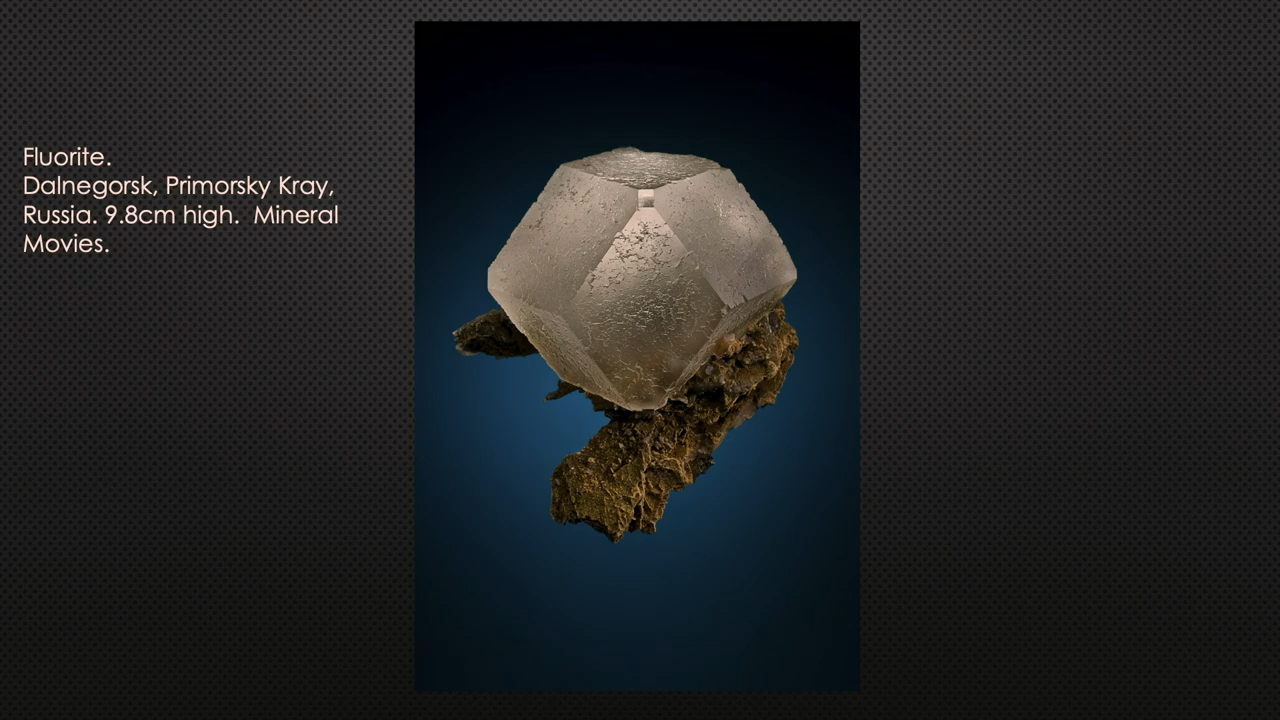 Fluorite.
Dalnegorsk, Primorsky Kray,
Russia. 9.8cm high.  Mineral
Movies.